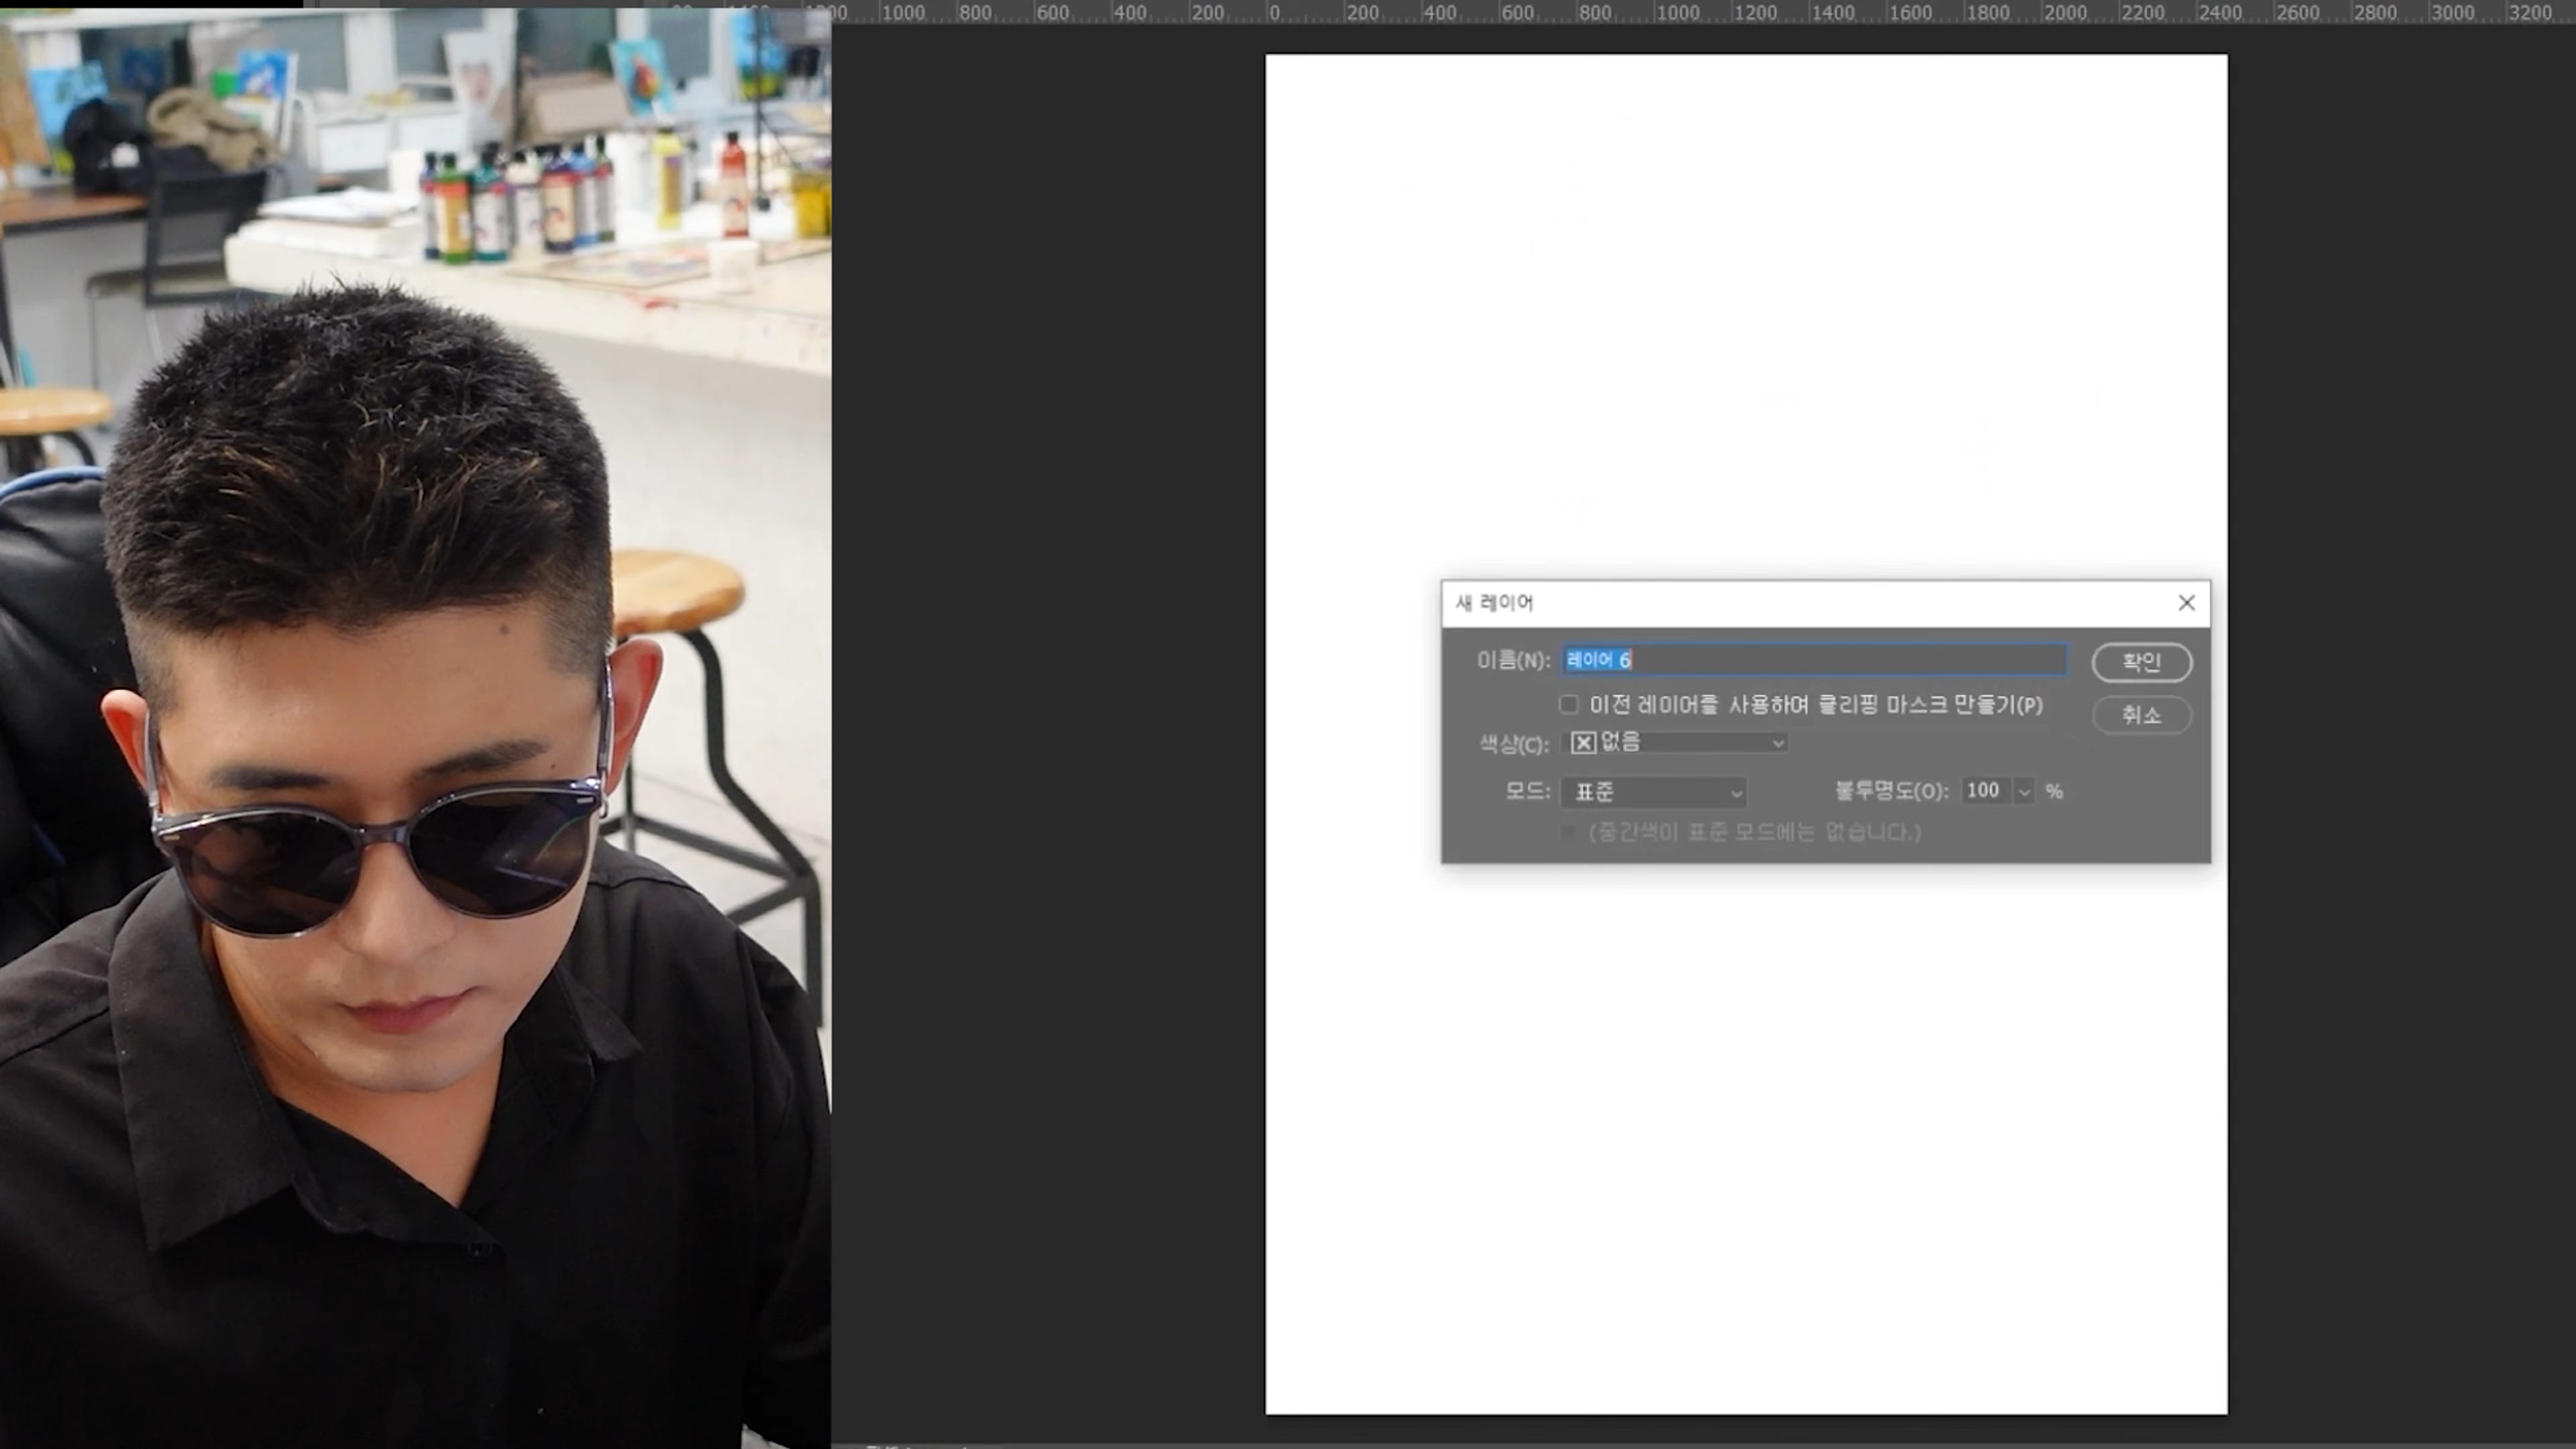 1000 800 600 400 200 0 200 400 600 800 1000 1200 1400 1600 1800 2000 2200 2400 2600 2800 3000 3200
새 레이어
이름(N): 레이어 6 확인
이전 레이어를 사용하여 클리핑 마스크 만들기(P)
취소
색상(C): 없음
모드: 표준 불투명도(O): 100 %
(중간색이 표준 모드에는 없습니다.)